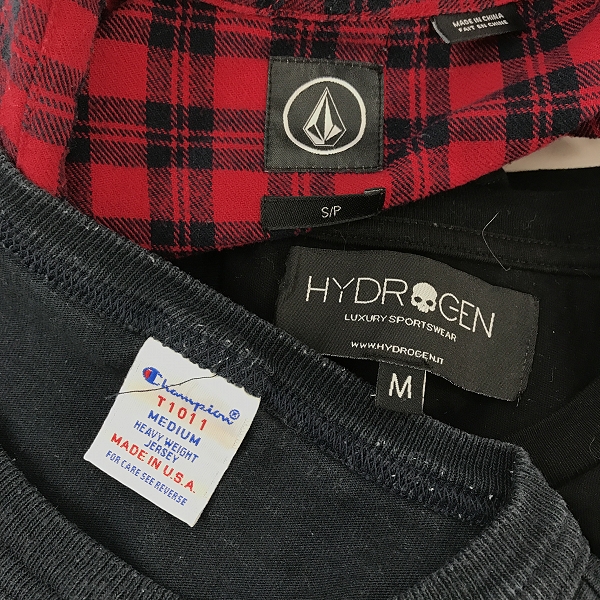 MADE IN CHINA
FAIT EN CHINE
S/P
HYDROGEN
LUXURY SPORTSWEAR
WWW.HYDROGEN.IT
M
Champion®
T1011
MEDIUM
HEAVY WEIGHT
JERSEY
MADE IN U.S.A.
FOR CARE SEE REVERSE